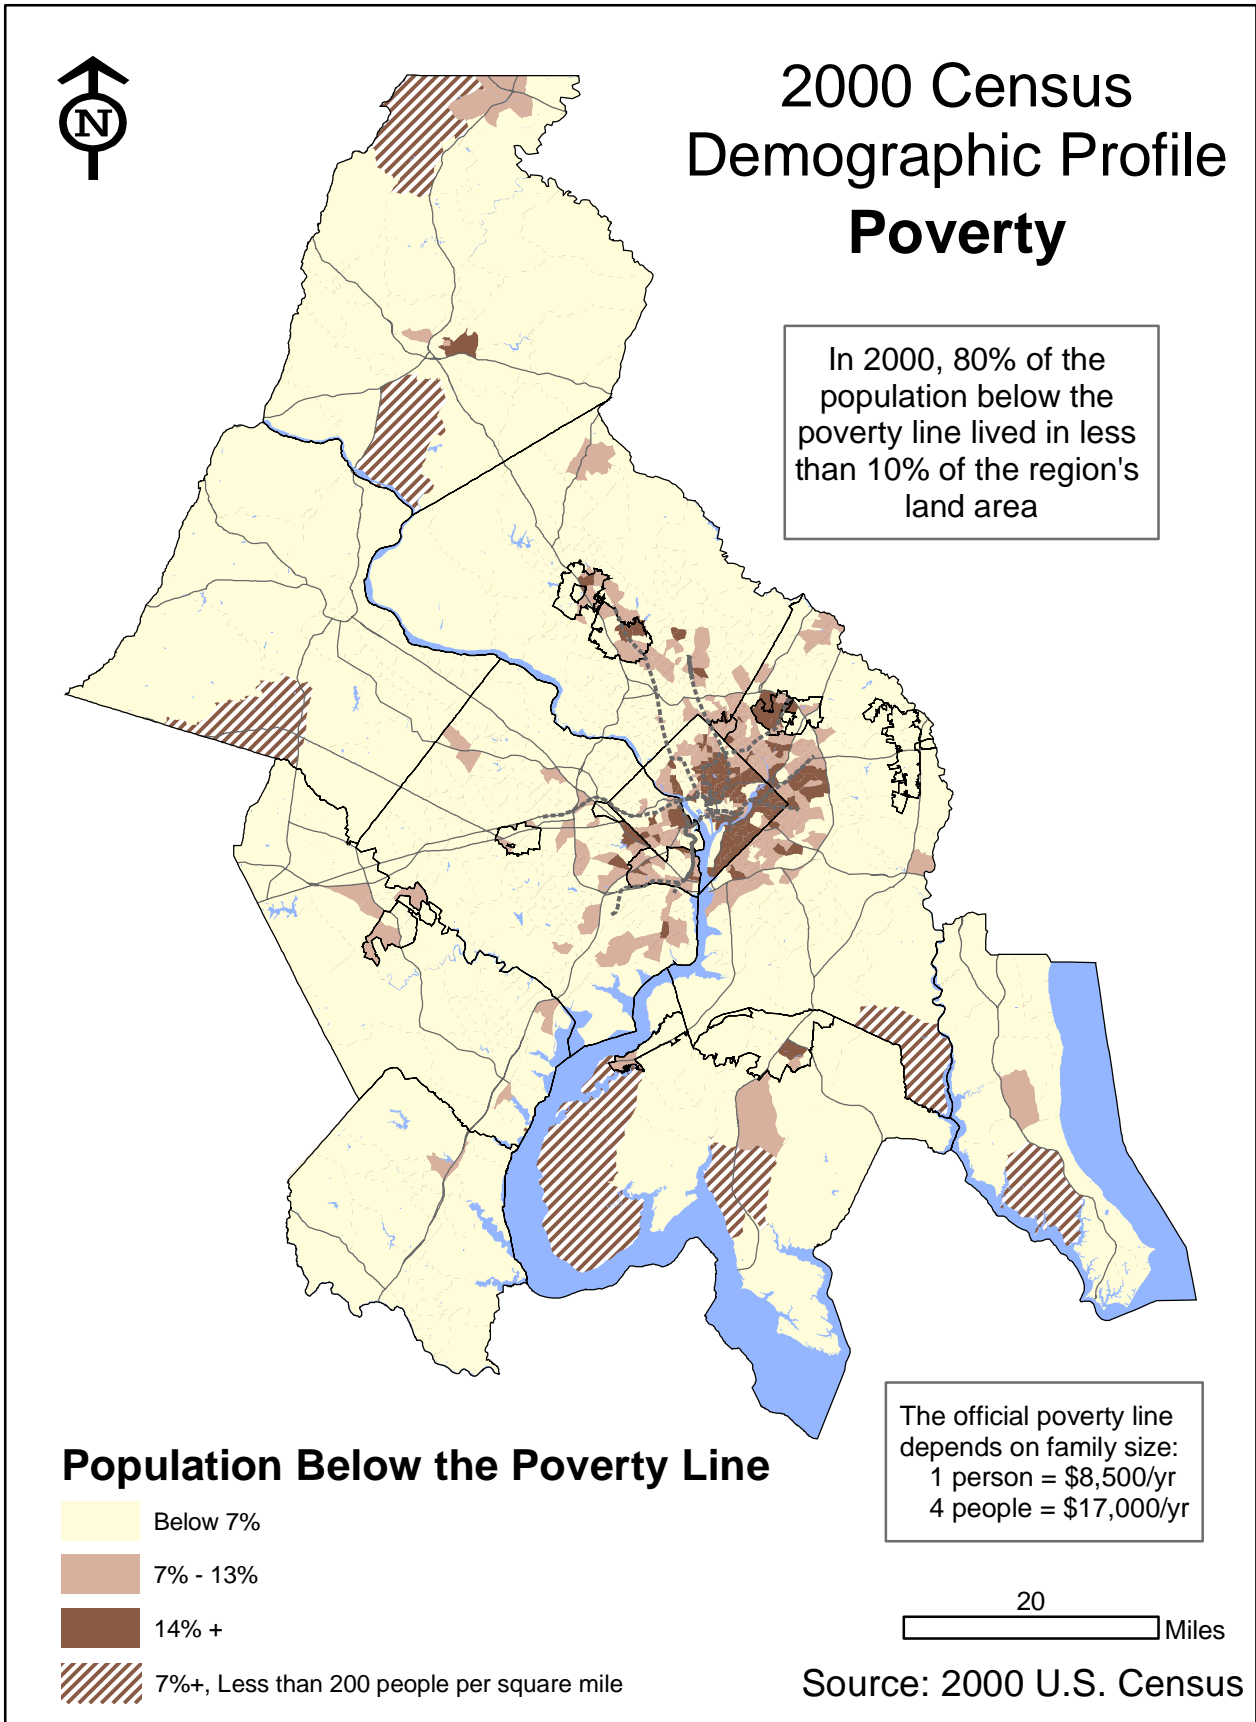 N
2000 Census
Demographic Profile
Poverty
In 2000, 80% of the
population below the
poverty line lived in less
than 10% of the region's
land area
The official poverty line
depends on family size:
1 person = $8,500/yr
4 people = $17,000/yr
Population Below the Poverty Line
Below 7%
7% - 13%
14% +
7%+, Less than 200 people per square mile
20
Miles
Source: 2000 U.S. Census